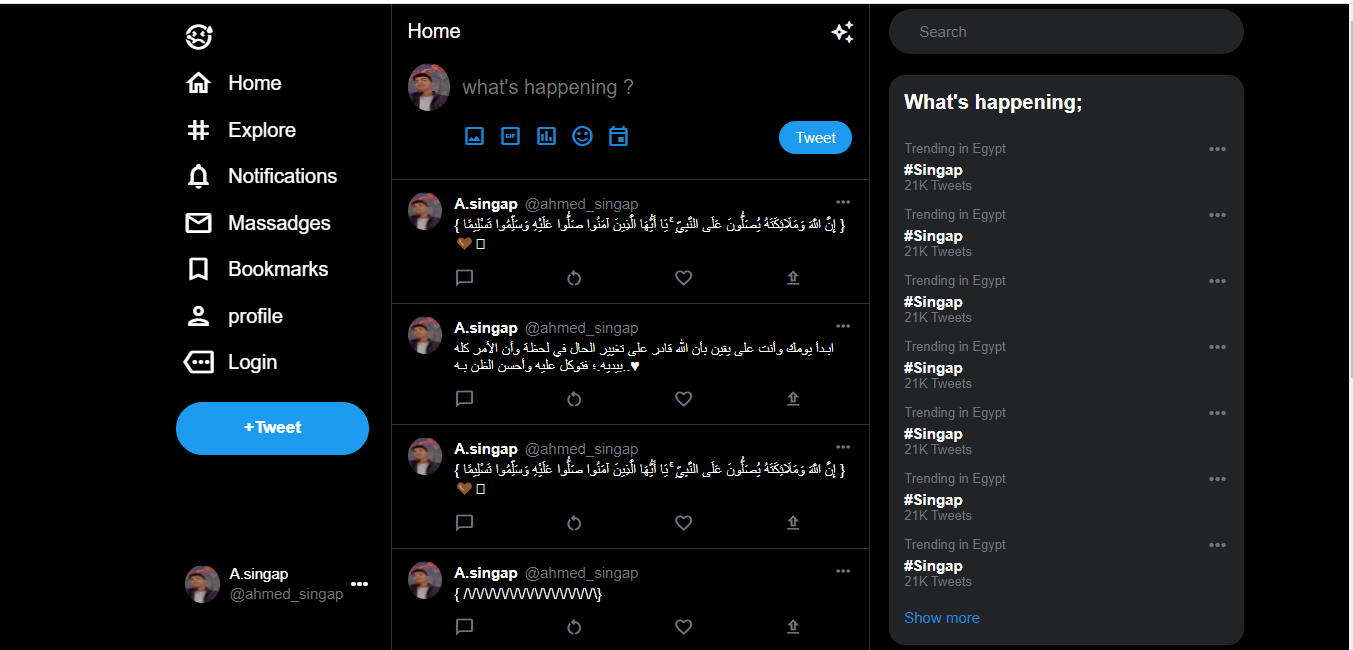 Home
Explore
Notifications
Massadges
Bookmarks
profile
Login
+Tweet
A.singap
@ahmed_singap
Home
what's happening ?
GIF
Tweet
A.singap @ahmed_singap
{ إِنَّ اللَّهَ وَمَلَائِكَتَهُ يُصَلُّونَ عَلَى النَّبِيِّ ۚ يَا أَيُّهَا الَّذِينَ آمَنُوا صَلُّوا عَلَيْهِ وَسَلِّمُوا تَسْلِيمًا }
🤎
A.singap @ahmed_singap
ابـدأ يومك وأنت على يقين بأن الله قادر على تغيير الحال في لحظة وأن الأمر كله
بيديه.؛ فتوكل عليه وأحسن الظن بـه..♥
A.singap @ahmed_singap
{ إِنَّ اللَّهَ وَمَلَائِكَتَهُ يُصَلُّونَ عَلَى النَّبِيِّ ۚ يَا أَيُّهَا الَّذِينَ آمَنُوا صَلُّوا عَلَيْهِ وَسَلِّمُوا تَسْلِيمًا }
🤎
A.singap @ahmed_singap
{ /\/\/\/\/\/\/\/\/\/\/\/\/\/\/\/\}
Search
What's happening;
Trending in Egypt
#Singap
21K Tweets
Trending in Egypt
#Singap
21K Tweets
Trending in Egypt
#Singap
21K Tweets
Trending in Egypt
#Singap
21K Tweets
Trending in Egypt
#Singap
21K Tweets
Trending in Egypt
#Singap
21K Tweets
Trending in Egypt
#Singap
21K Tweets
Show more